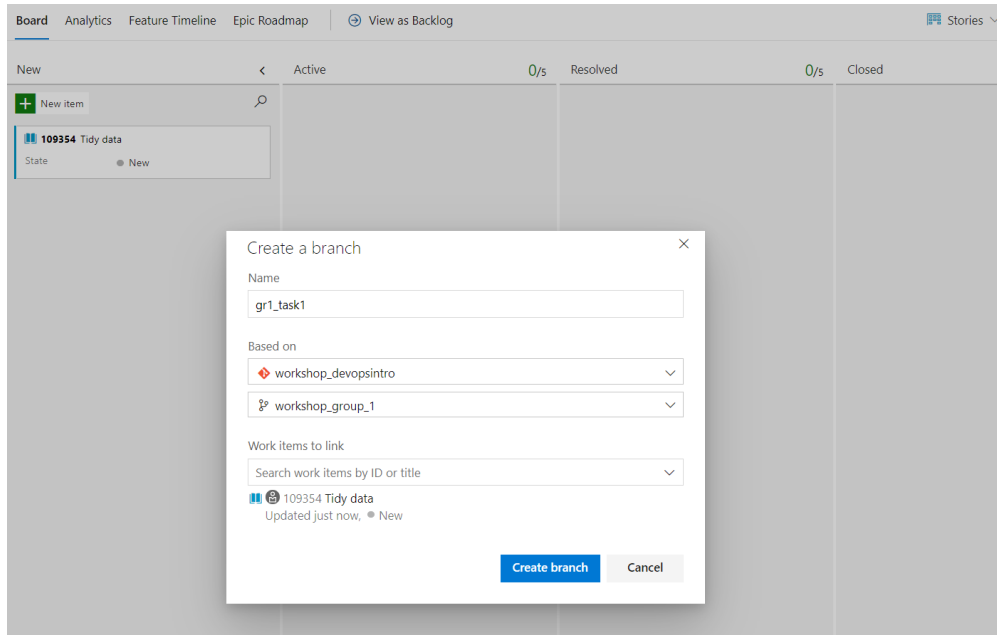 Board Analytics Feature Timeline Epic Roadmap View as Backlog Stories
New Active 0/5 Resolved 0/5 Closed
New item
109354 Tidy data
State New
Create a branch
Name
gr1_task1
Based on
workshop_devopsintro
workshop_group_1
Work items to link
Search work items by ID or title
109354 Tidy data
Updated just now, New
Create branch Cancel